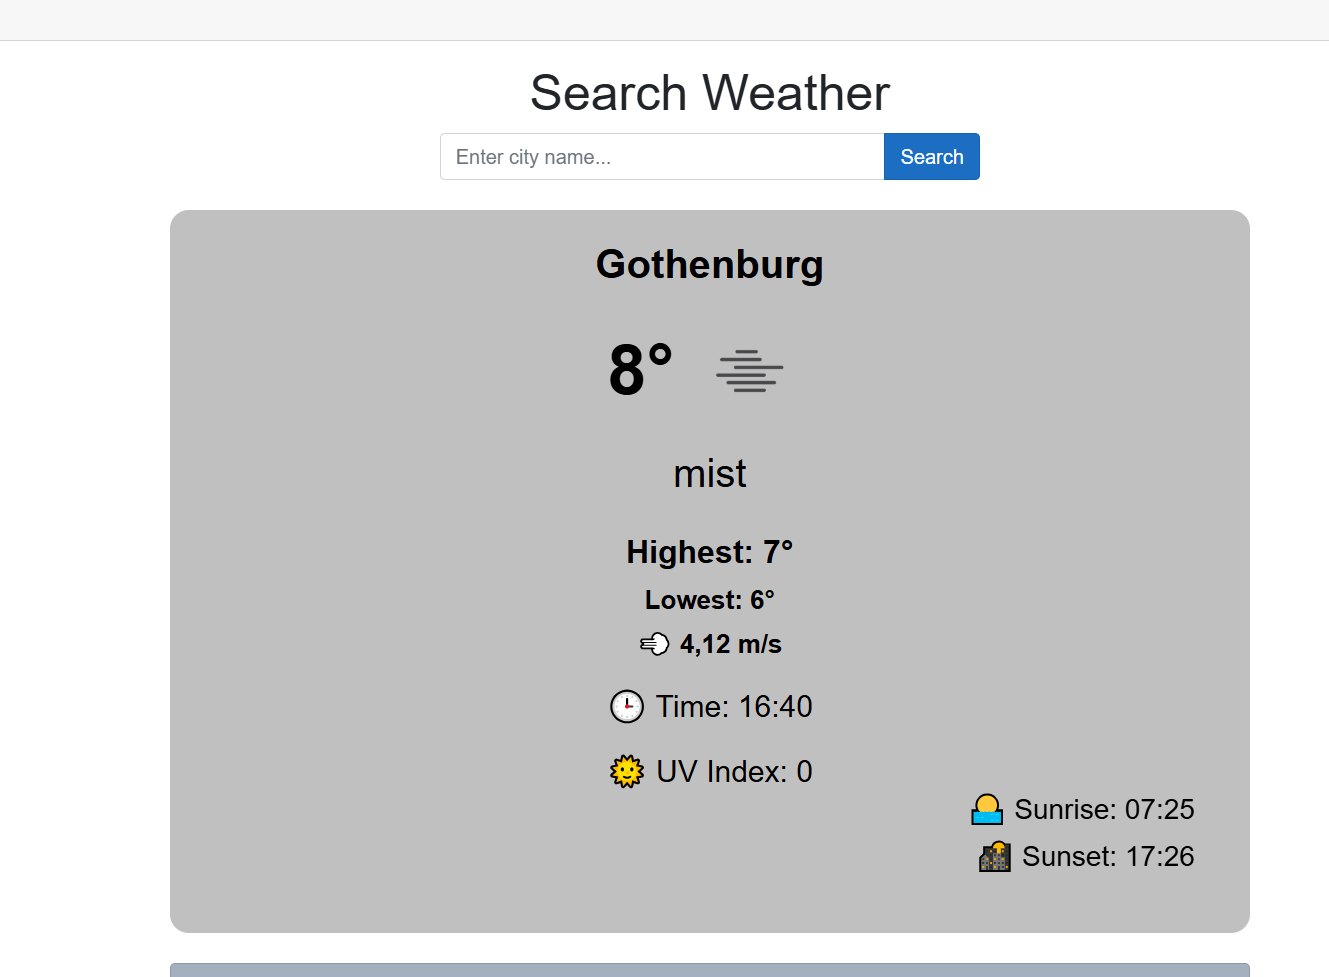 Search Weather
Enter city name...
Search
Gothenburg
8°
mist
Highest: 7°
Lowest: 6°
4,12 m/s
Time: 16:40
UV Index: 0
Sunrise: 07:25
Sunset: 17:26